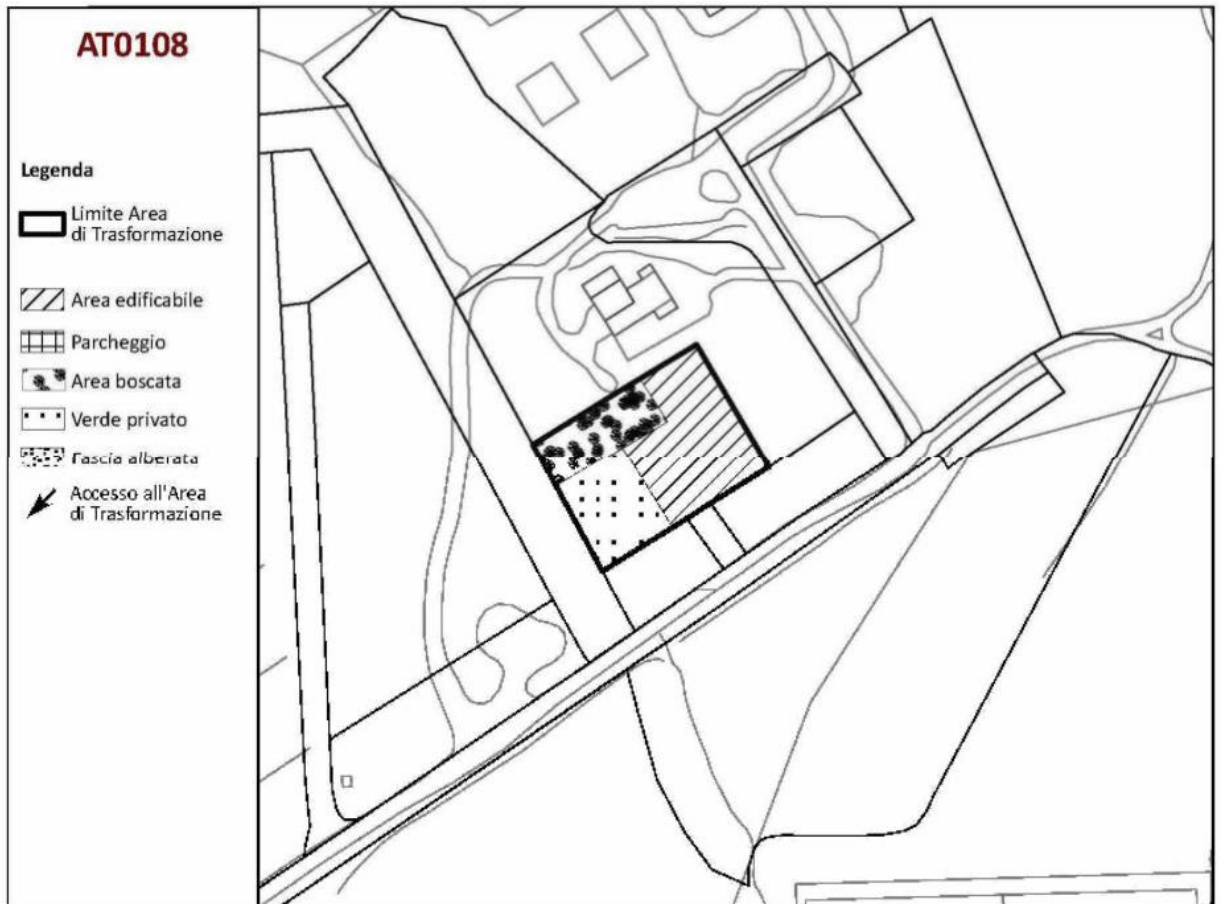 AT0108
Legenda
Limite Area
di Trasformazione
Area edificabile
Parcheggio
Area boscata
Verde privato
Fascia alberata
Accesso all'Area
di Trasformazione